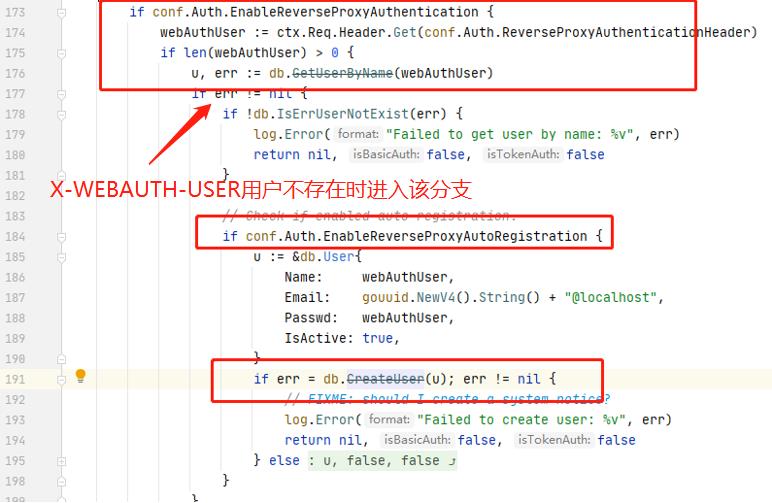 173 if conf.Auth.EnableReverseProxyAuthentication {
174 webAuthUser := ctx.Req.Header.Get(conf.Auth.ReverseProxyAuthenticationHeader)
175 if len(webAuthUser) > 0 {
176 u, err := db.GetUserByName(webAuthUser)
177 if err != nil {
178 if !db.IsErrUserNotExist(err) {
179 log.Error( format: "Failed to get user by name: %v", err)
180 return nil, isBasicAuth: false, isTokenAuth: false
181 }
X-WEBAUTH-USER用户不存在时进入该分支
182
183 // Check if enabled auto-registration.
184 if conf.Auth.EnableReverseProxyAutoRegistration {
185 u := &db.User{
186 Name: webAuthUser,
187 Email: gouuid.NewV4().String() + "@localhost",
188 Passwd: webAuthUser,
189 IsActive: true,
190 }
191 if err = db.CreateUser(u); err != nil {
192 // FIXME: should I create a system notice?
193 log.Error( format: "Failed to create user: %v", err)
194 return nil, isBasicAuth: false, isTokenAuth: false
195 } else : u, false, false ⤶
198 }
199 }